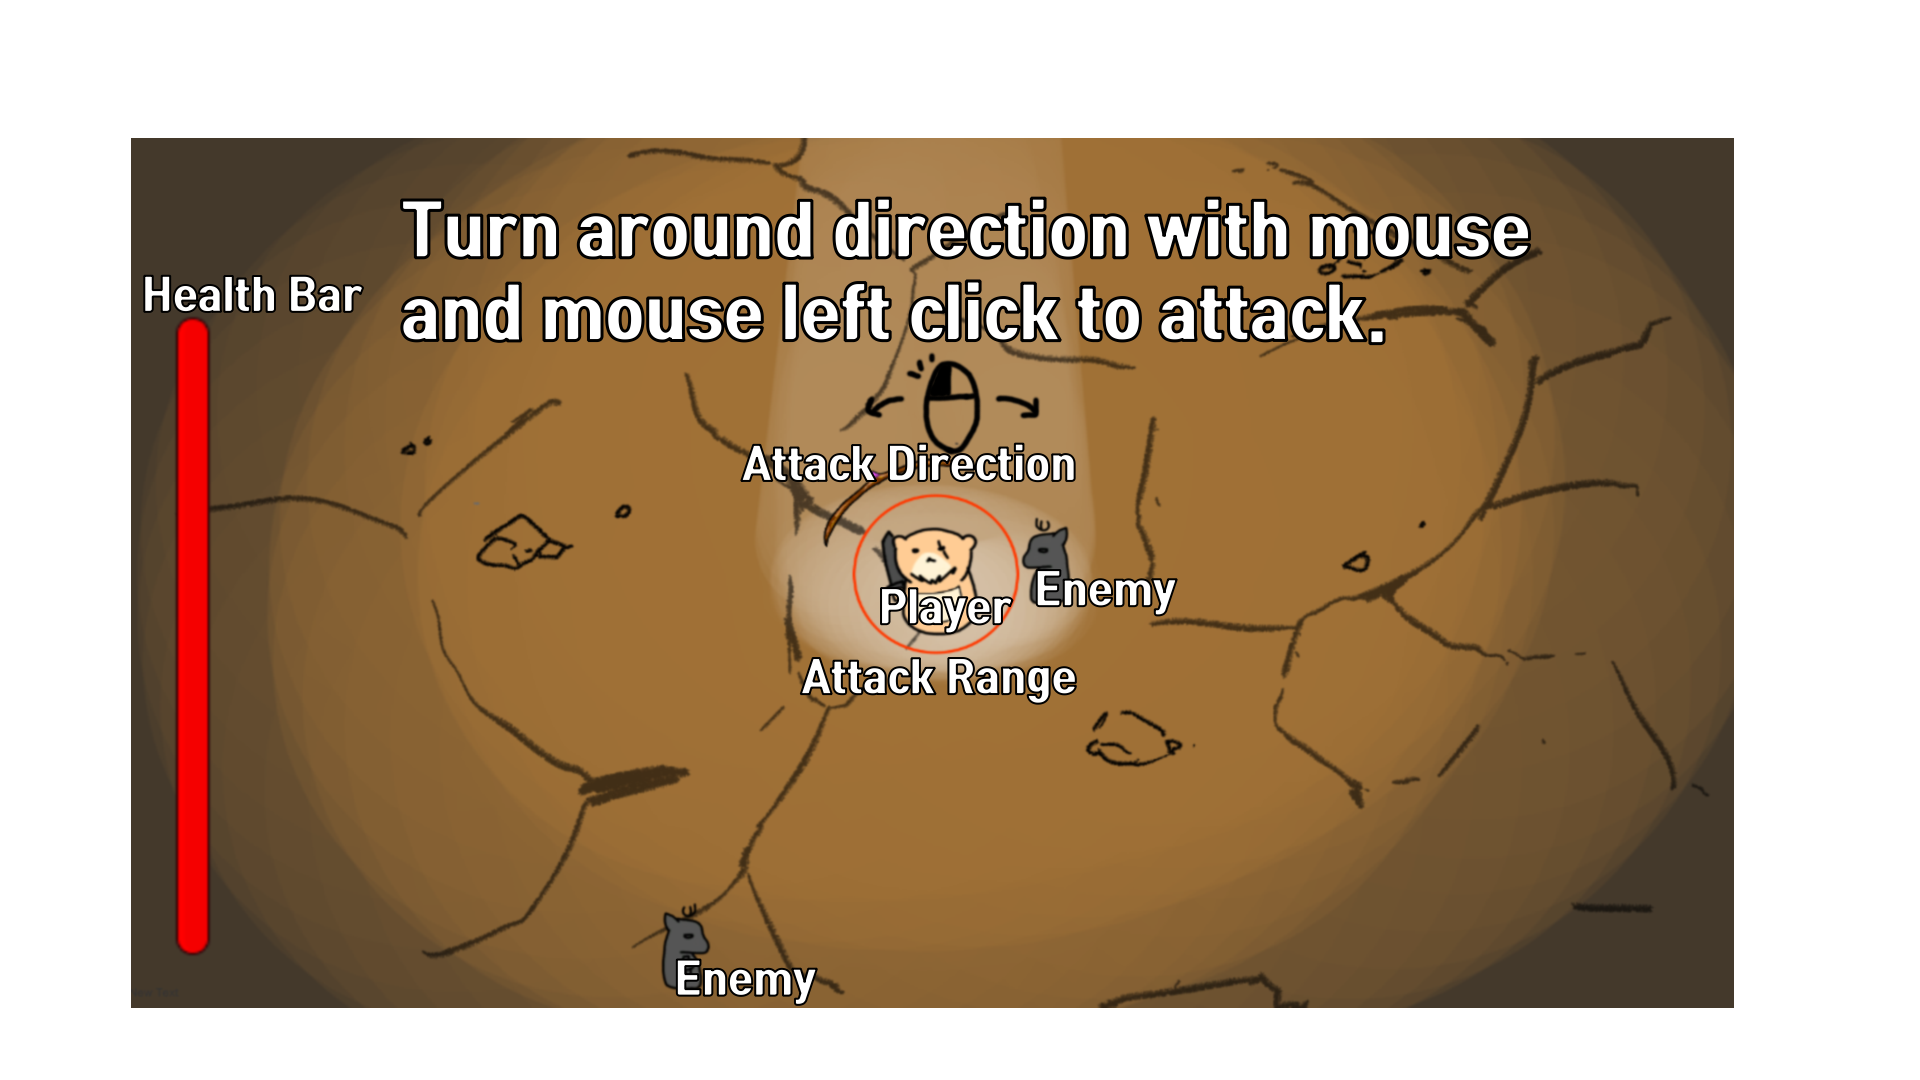 Turn around direction with mouse
and mouse left click to attack.
Health Bar
Attack Direction
Enemy
Player
Attack Range
Enemy